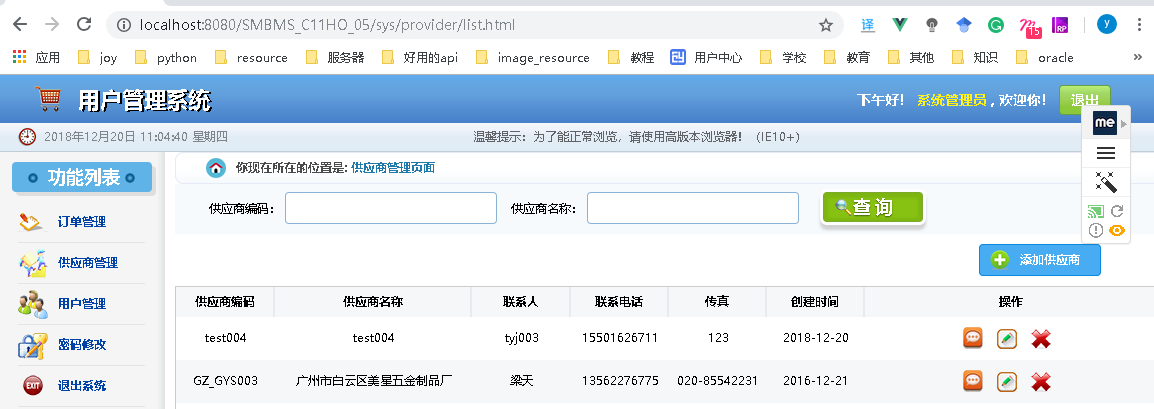 localhost:8080/SMBMS_C11HO_05/sys/provider/list.html 译 15 RP y
应用 joy python resource 服务器 好用的api image_resource 教程 用户中心 学校 教育 其他 知识 oracle »
用户管理系统 下午好！ 系统管理员 , 欢迎你！ 退出
me
2018年12月20日 11:04:40 星期四 温馨提示：为了能正常浏览，请使用高版本浏览器！（IE10+）
功能列表
你现在所在的位置是: 供应商管理页面
供应商编码： 供应商名称： 查 询
订单管理
供应商管理
添加供应商
用户管理
密码修改
EXIT 退出系统
供应商编码 供应商名称 联系人 联系电话 传真 创建时间 操作
test004 test004 tyj003 15501626711 123 2018-12-20
GZ_GYS003 广州市白云区美星五金制品厂 梁天 13562276775 020-85542231 2016-12-21